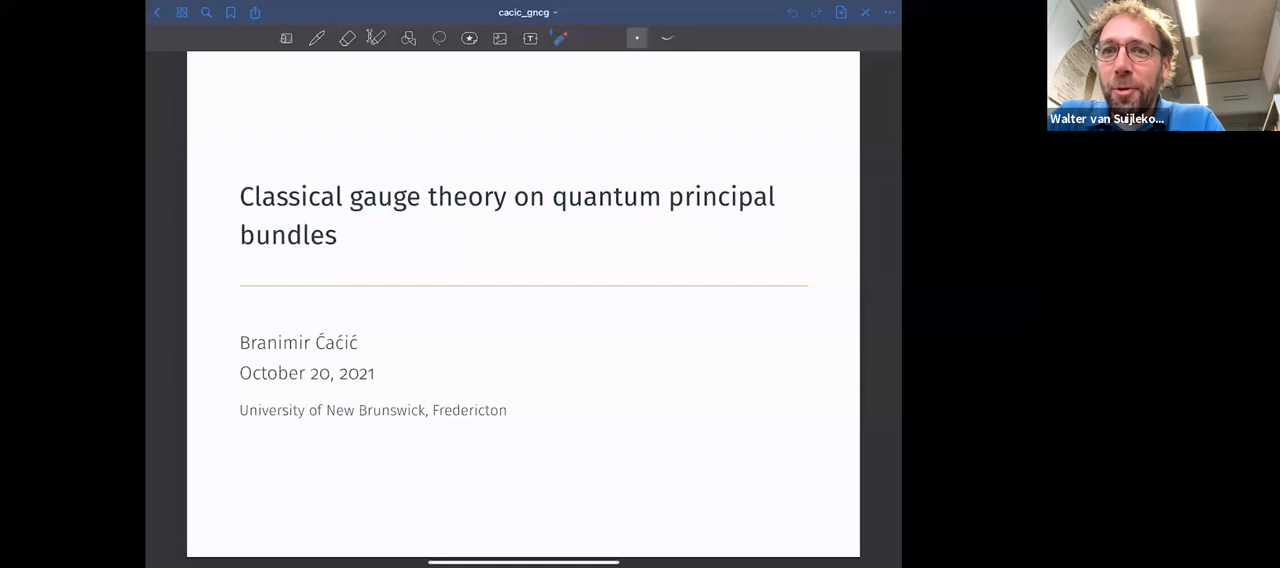 cacic_gncg
Walter van Suijleko...
Classical gauge theory on quantum principal
bundles
Branimir Ćaćić
October 20, 2021
University of New Brunswick, Fredericton